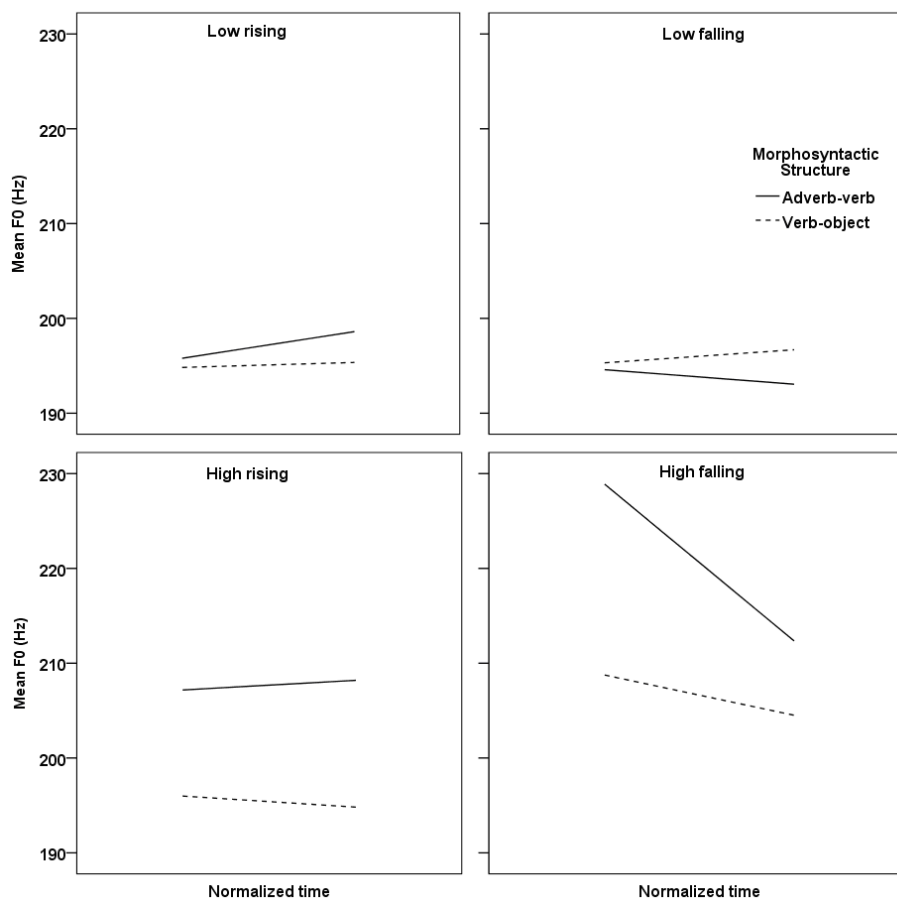 Low rising
Low falling
230
220
210
200
190
Mean F0 (Hz)
Morphosyntactic
Structure
Adverb-verb
Verb-object
High rising
High falling
230
220
210
200
190
Mean F0 (Hz)
Normalized time
Normalized time